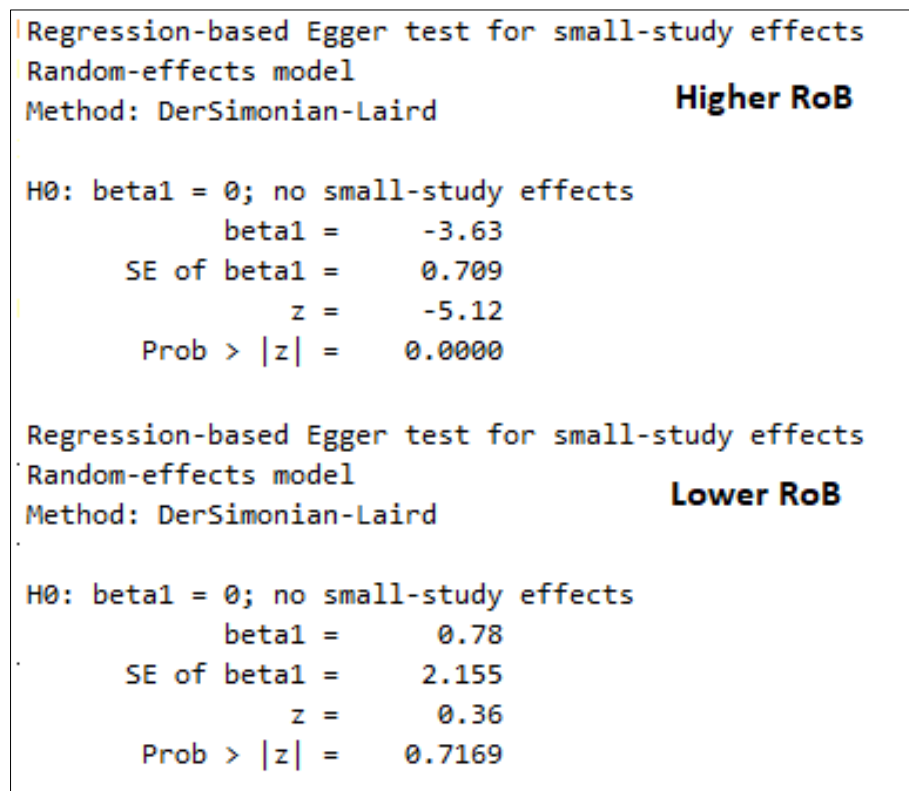 Regression-based Egger test for small-study effects
Random-effects model
Method: DerSimonian-Laird
Higher RoB
H0: beta1 = 0; no small-study effects
beta1 = -3.63
SE of beta1 = 0.709
z = -5.12
Prob > |z| = 0.0000
Regression-based Egger test for small-study effects
Random-effects model
Method: DerSimonian-Laird
Lower RoB
H0: beta1 = 0; no small-study effects
beta1 = 0.78
SE of beta1 = 2.155
z = 0.36
Prob > |z| = 0.7169